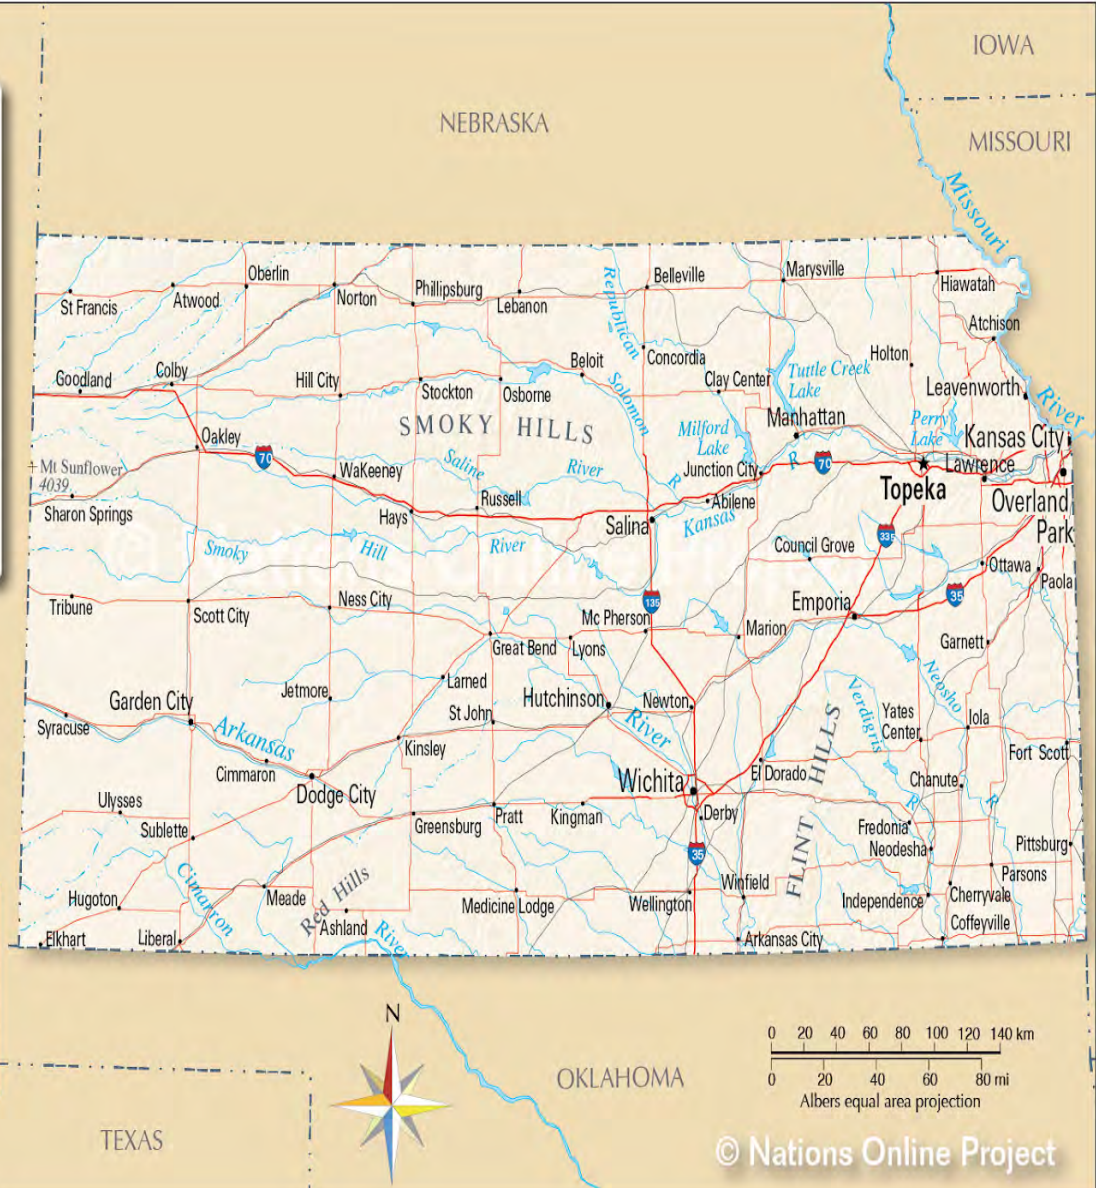 IOWA
NEBRASKA
MISSOURI
Missouri
River
Oberlin
St Francis
Atwood
Norton
Phillipsburg
Lebanon
Belleville
Marysville
Hiawatha
Republican
Atchison
Concordia
Beloit
Holton
Goodland
Colby
Hill City
Stockton
Osborne
Solomon
Clay Center
Tuttle Creek
Lake
Leavenworth
SMOKY HILLS
Manhattan
Milford
Lake
Perry
Lake
Kansas City
Oakley
70
Mt Sunflower
4039
WaKeeney
Saline
River
Junction City
R
70
Lawrence
Sharon Springs
Hays
Russell
Salina
R
Abilene
Kansas
Topeka
Overland
Park
Smoky
Hill
River
Council Grove
335
Ottawa
Paola
Tribune
Scott City
Ness City
135
Mc Pherson
Emporia
35
Great Bend
Lyons
Marion
Garnett
Garden City
Jetmore
Larned
Hutchinson
Newton
Neosho
Syracuse
Arkansas
St John
River
Verdigris
Yates
Center
Iola
Kinsley
FLINT HILLS
Fort Scott
Cimmaron
Dodge City
Wichita
El Dorado
Chanute
Ulysses
R
R
Sublette
Greensburg
Pratt
Kingman
Derby
Fredonia
Neodesha
Pittsburg
35
Cimarron
Parsons
Hugoton
Meade
Red Hills
Medicine Lodge
Wellington
Winfield
Independence
Cherryvale
Ashland
River
Coffeyville
Elkhart
Liberal
Arkansas City
N
0 20 40 60 80 100 120 140 km
0 20 40 60 80 mi
Albers equal area projection
OKLAHOMA
TEXAS
© Nations Online Project